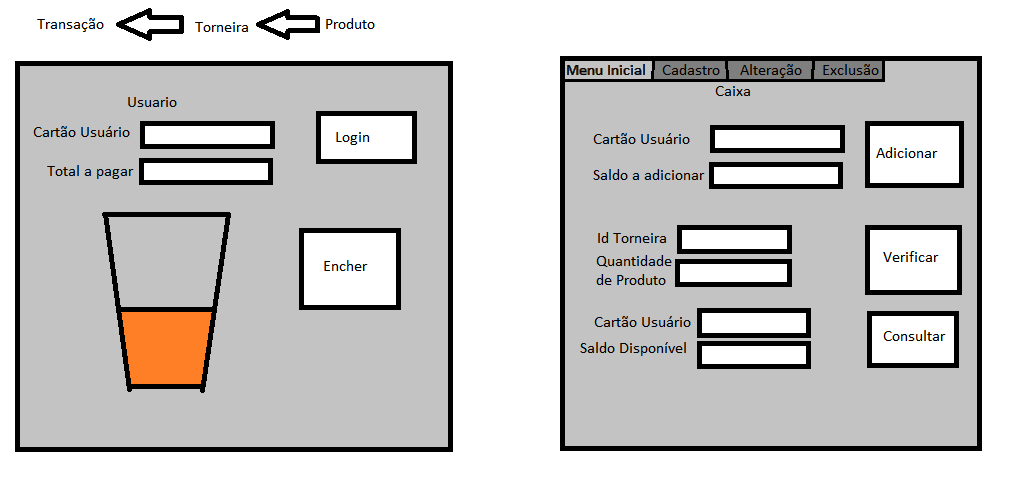 Transação Torneira Produto
Usuario
Cartão Usuário
Login
Total a pagar
Encher
Menu Inicial Cadastro Alteração Exclusão
Caixa
Cartão Usuário
Adicionar
Saldo a adicionar
Id Torneira
Verificar
Quantidade
de Produto
Cartão Usuário
Consultar
Saldo Disponível